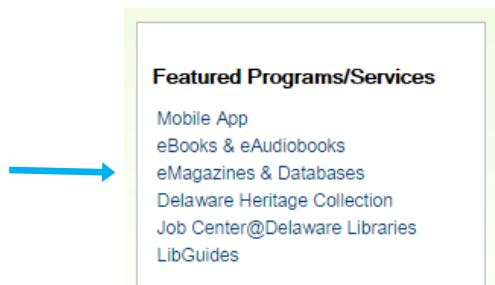 Featured Programs/Services
Mobile App
eBooks & eAudiobooks
eMagazines & Databases
Delaware Heritage Collection
Job Center@Delaware Libraries
LibGuides